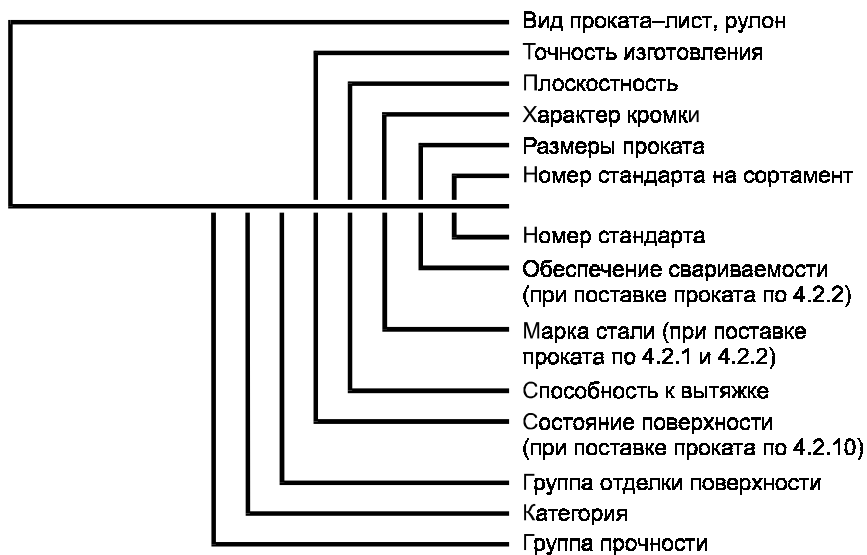 Вид проката–лист, рулон
Точность изготовления
Плоскостность
Характер кромки
Размеры проката
Номер стандарта на сортамент
Номер стандарта
Обеспечение свариваемости
(при поставке проката по 4.2.2)
Марка стали (при поставке
проката по 4.2.1 и 4.2.2)
Способность к вытяжке
Состояние поверхности
(при поставке проката по 4.2.10)
Группа отделки поверхности
Категория
Группа прочности